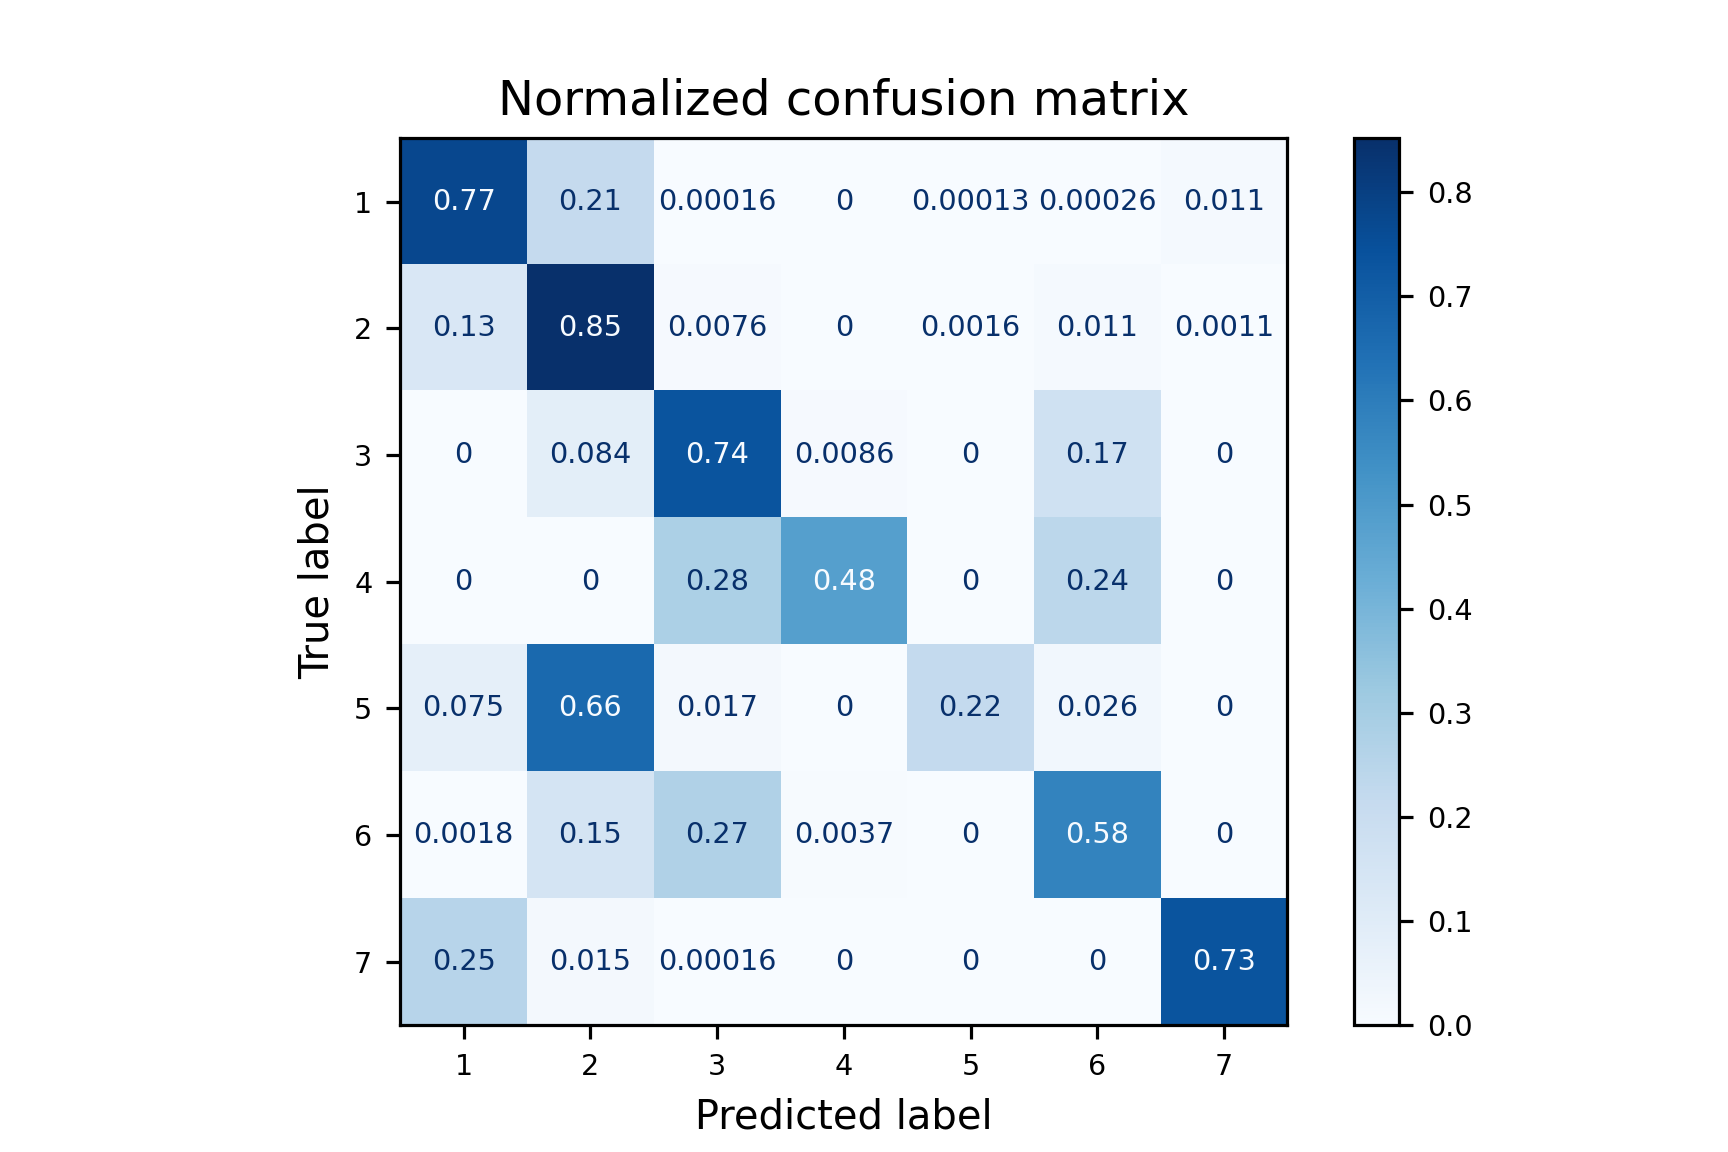 Normalized confusion matrix
1 0.77 0.21 0.00016 0 0.00013 0.00026 0.011
2 0.13 0.85 0.0076 0 0.0016 0.011 0.0011
3 0 0.084 0.74 0.0086 0 0.17 0
4 0 0 0.28 0.48 0 0.24 0
5 0.075 0.66 0.017 0 0.22 0.026 0
6 0.0018 0.15 0.27 0.0037 0 0.58 0
7 0.25 0.015 0.00016 0 0 0 0.73
1 2 3 4 5 6 7
Predicted label
True label
0.8
0.7
0.6
0.5
0.4
0.3
0.2
0.1
0.0